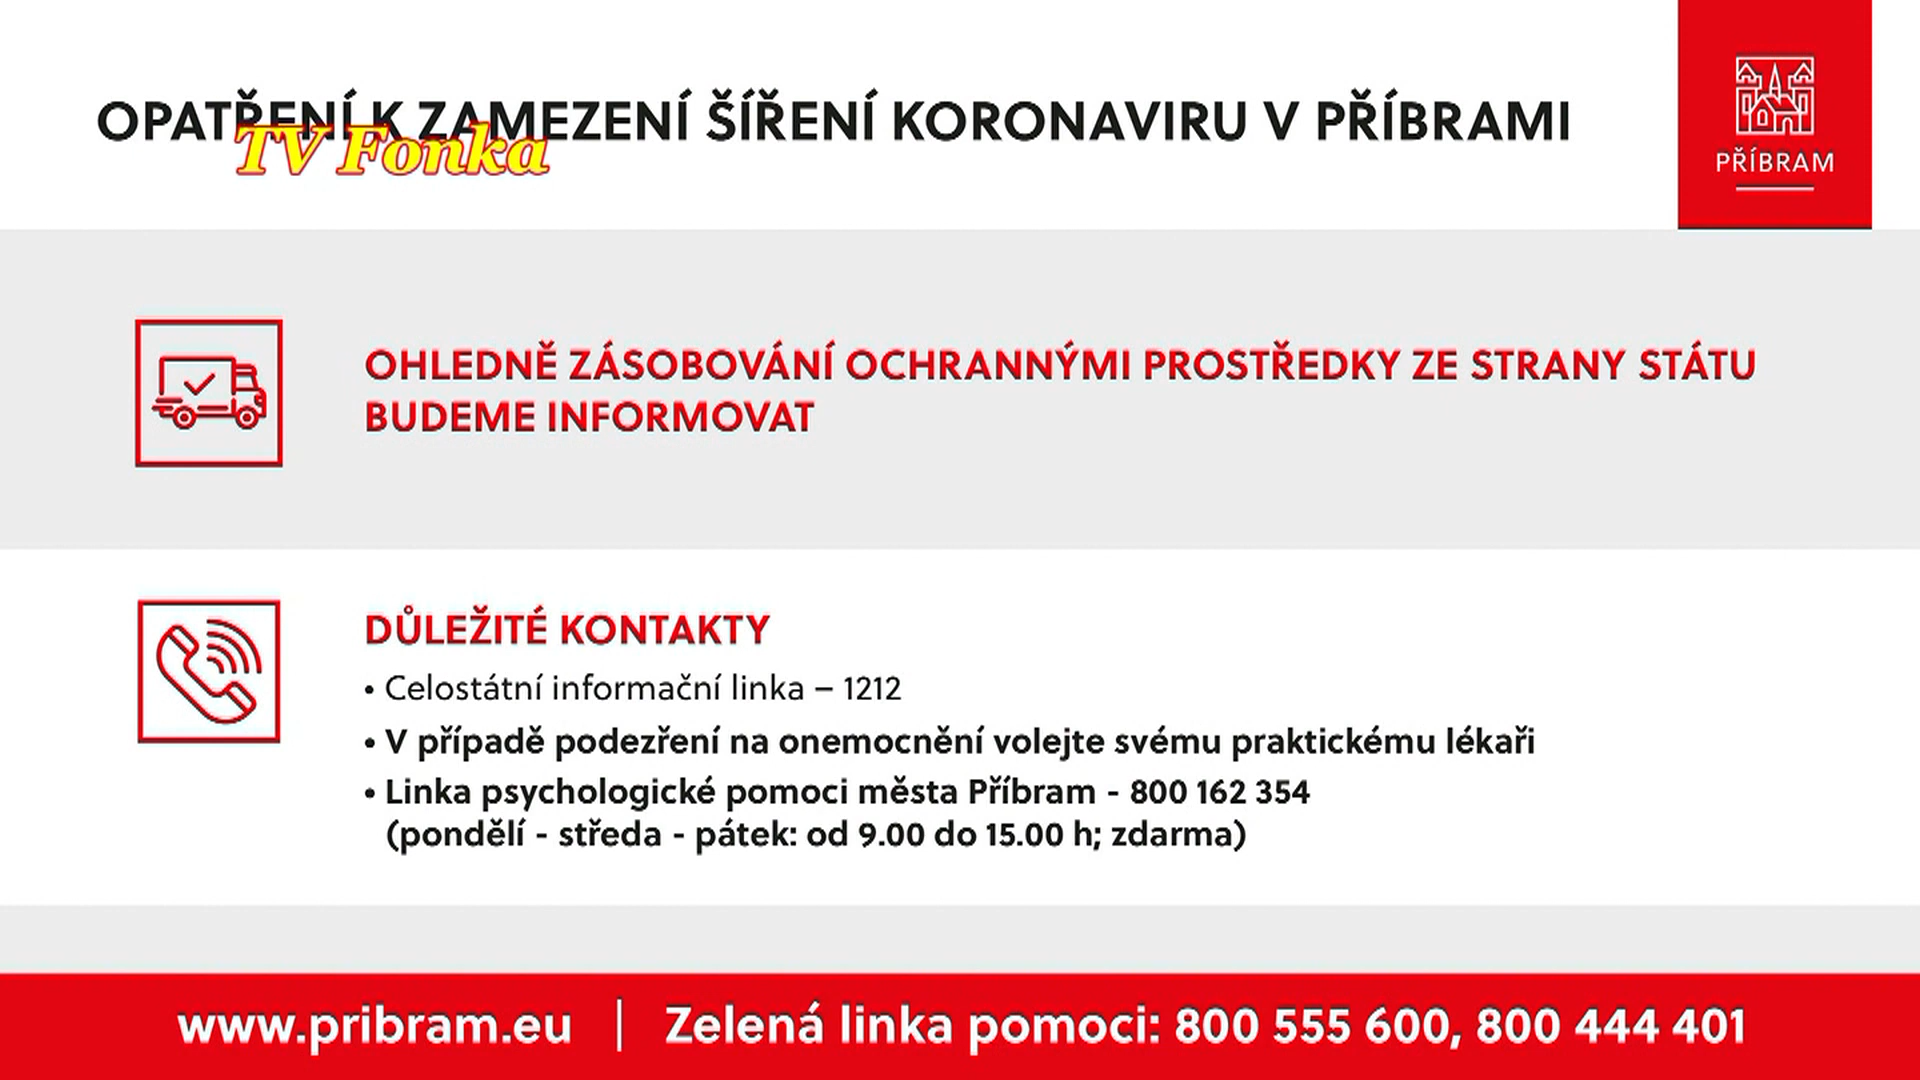 OPATŘENÍ K ZAMEZENÍ ŠÍŘENÍ KORONAVIRU V PŘÍBRAMI
TV Fonka
PŘÍBRAM
OHLEDNĚ ZÁSOBOVÁNÍ OCHRANNÝMI PROSTŘEDKY ZE STRANY STÁTU
BUDEME INFORMOVAT
DŮLEŽITÉ KONTAKTY
• Celostátní informační linka – 1212
• V případě podezření na onemocnění volejte svému praktickému lékaři
• Linka psychologické pomoci města Příbram - 800 162 354
(pondělí - středa - pátek: od 9.00 do 15.00 h; zdarma)
www.pribram.eu | Zelená linka pomoci: 800 555 600, 800 444 401